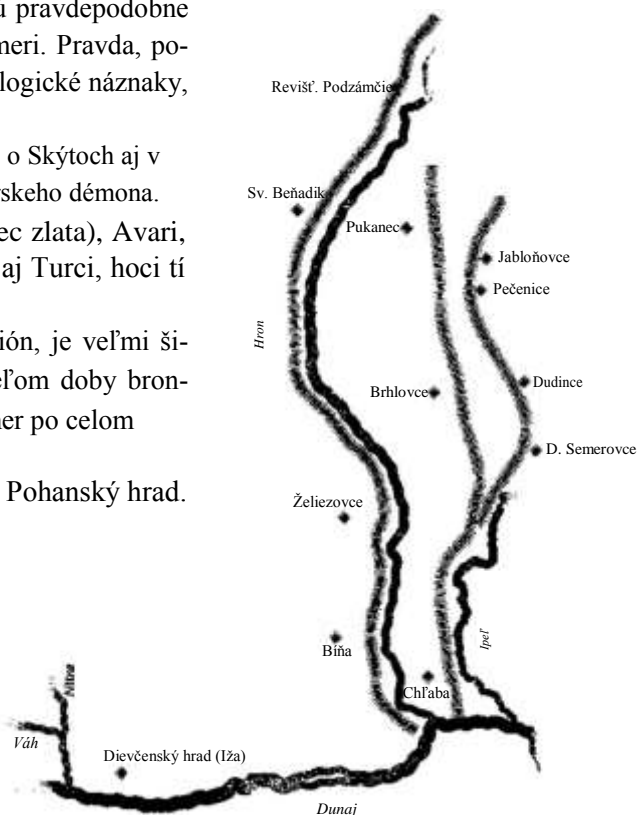 u pravdepodobne
meri. Pravda, po-
logické náznaky,
o Skýtoch aj v
rskeho démona.
ec zlata), Avari,
aj Turci, hoci tí
ión, je veľmi ši-
eľom doby bron-
ner po celom
Pohanský hrad.
Revišť. Podzámčie
Sv. Beňadik
Pukanec
Jabloňovce
Pečenice
Hron
Brhlovce
Dudince
D. Semerovce
Želiezovce
Bíňa
Ipeľ
Chľaba
Nitra
Váh
Dievčenský hrad (Iža)
Dunaj